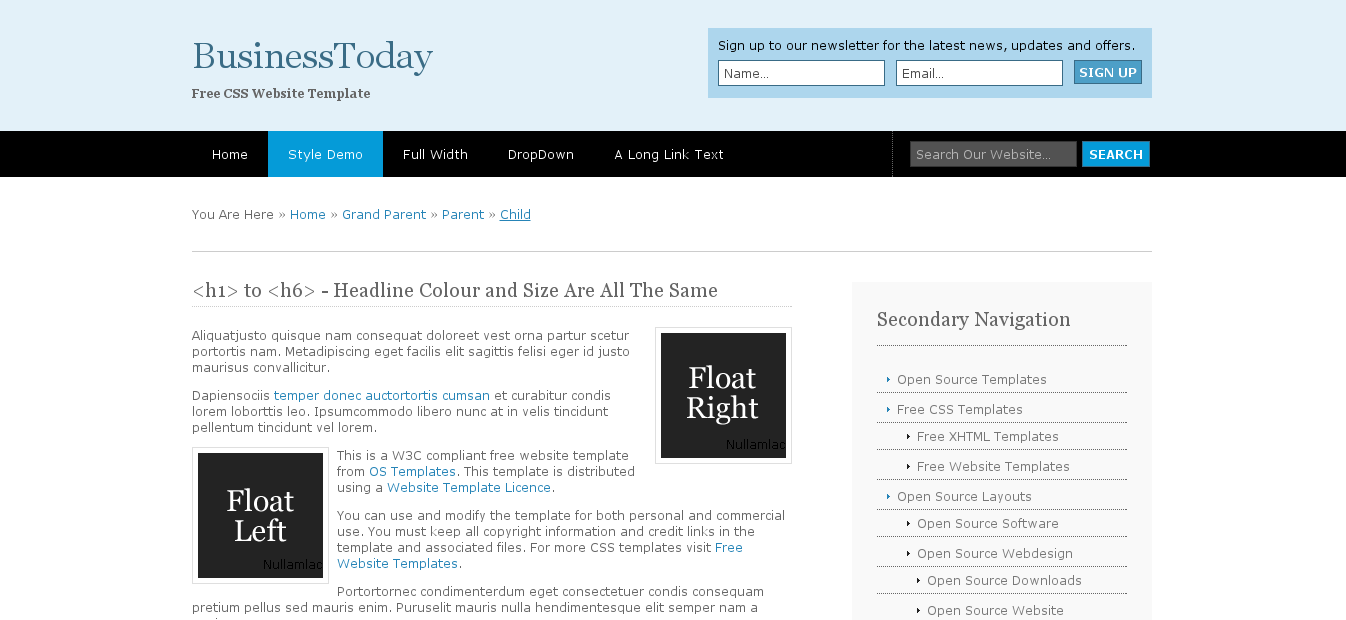 BusinessToday
Free CSS Website Template
Sign up to our newsletter for the latest news, updates and offers.
Name...
Email...
SIGN UP
Home
Style Demo
Full Width
DropDown
A Long Link Text
Search Our Website...
SEARCH
You Are Here » Home » Grand Parent » Parent » Child
<h1> to <h6> - Headline Colour and Size Are All The Same
Aliquatjusto quisque nam consequat doloreet vest orna partur scetur
portortis nam. Metadipiscing eget facilis elit sagittis felisi eger id justo
maurisus convallicitur.
Dapiensociis temper donec auctortortis cumsan et curabitur condis
lorem loborttis leo. Ipsumcommodo libero nunc at in velis tincidunt
pellentum tincidunt vel lorem.
Float
Right
Nullamlac
Float
Left
Nullamlac
This is a W3C compliant free website template
from OS Templates. This template is distributed
using a Website Template Licence.
You can use and modify the template for both personal and commercial
use. You must keep all copyright information and credit links in the
template and associated files. For more CSS templates visit Free
Website Templates.
Portortornec condimenterdum eget consectetuer condis consequam
pretium pellus sed mauris enim. Puruselit mauris nulla hendimentesque elit semper nam a
Secondary Navigation
Open Source Templates
Free CSS Templates
Free XHTML Templates
Free Website Templates
Open Source Layouts
Open Source Software
Open Source Webdesign
Open Source Downloads
Open Source Website